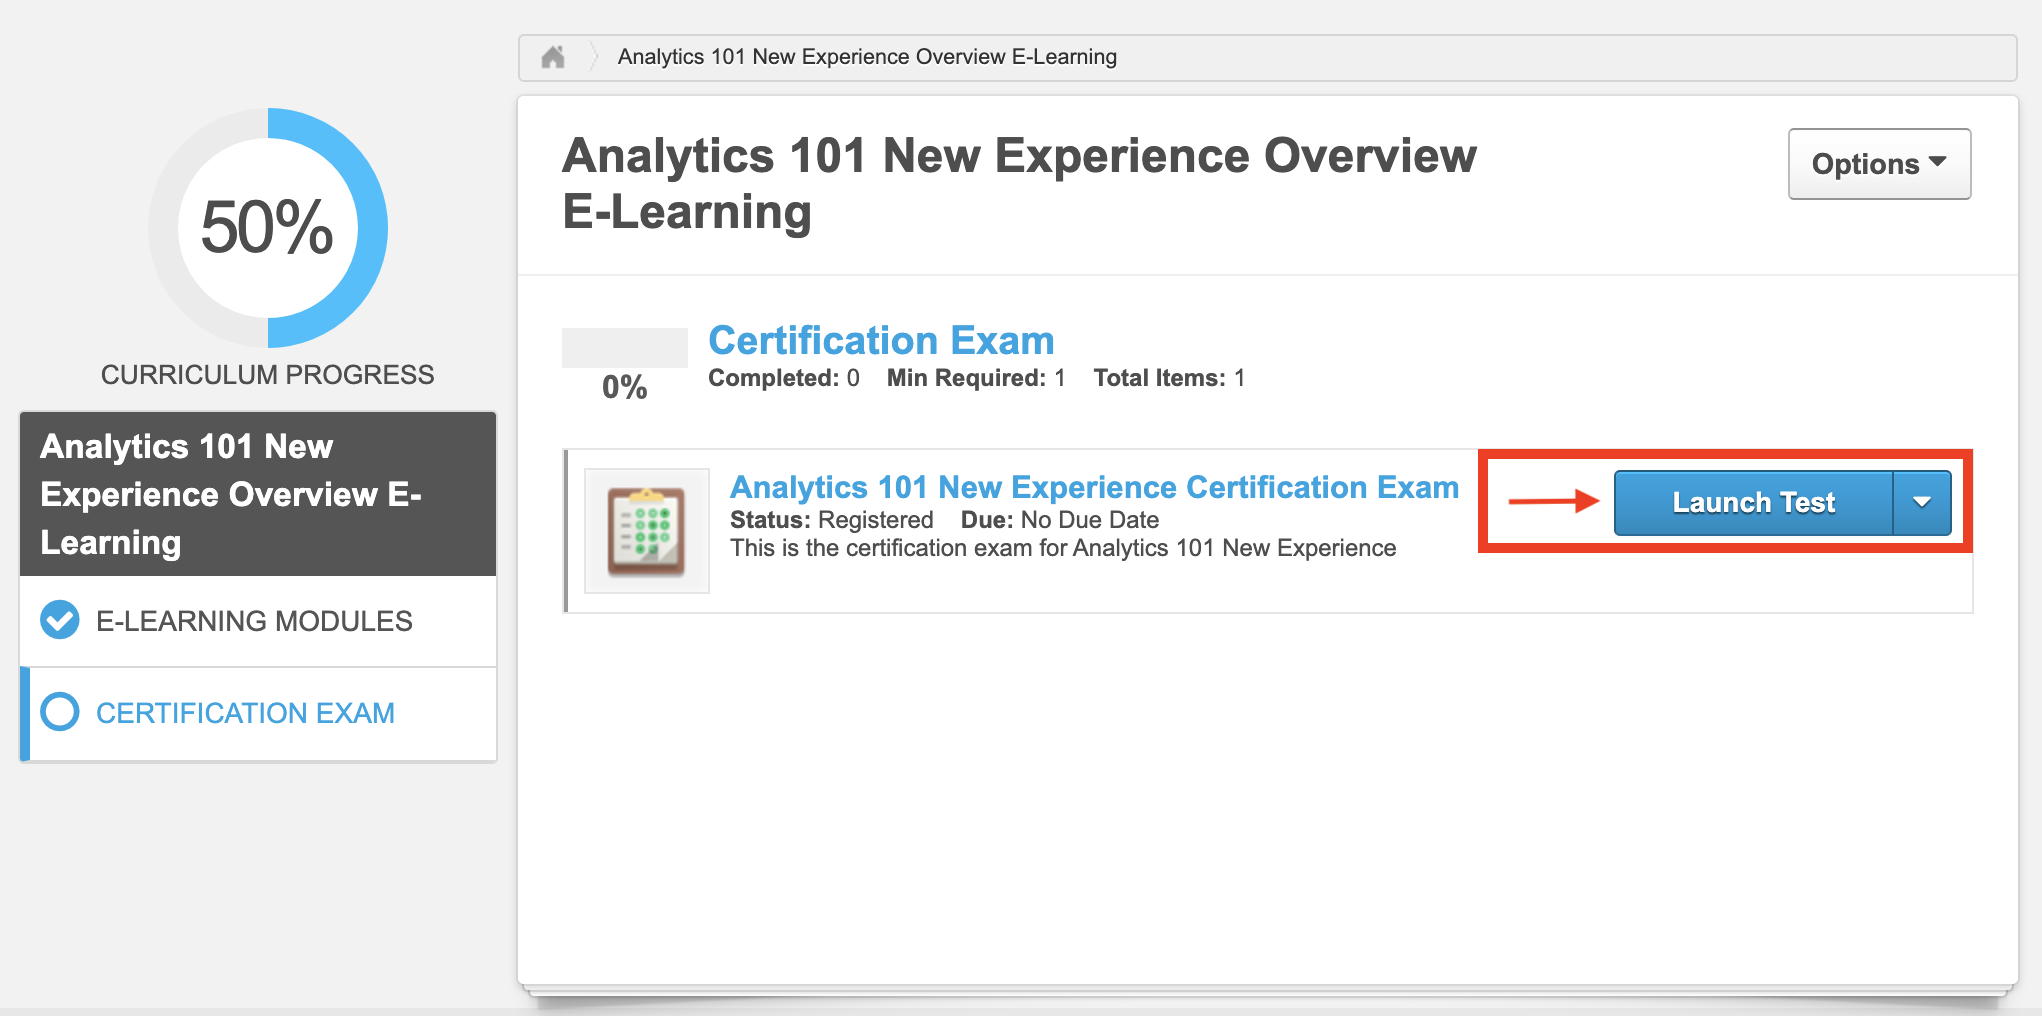 Analytics 101 New Experience Overview E-Learning
50%
CURRICULUM PROGRESS
Analytics 101 New
Experience Overview E-
Learning
E-LEARNING MODULES
CERTIFICATION EXAM
Analytics 101 New Experience Overview
E-Learning
Options
Certification Exam
0%
Completed: 0 Min Required: 1 Total Items: 1
Analytics 101 New Experience Certification Exam
Status: Registered Due: No Due Date
This is the certification exam for Analytics 101 New Experience
Launch Test